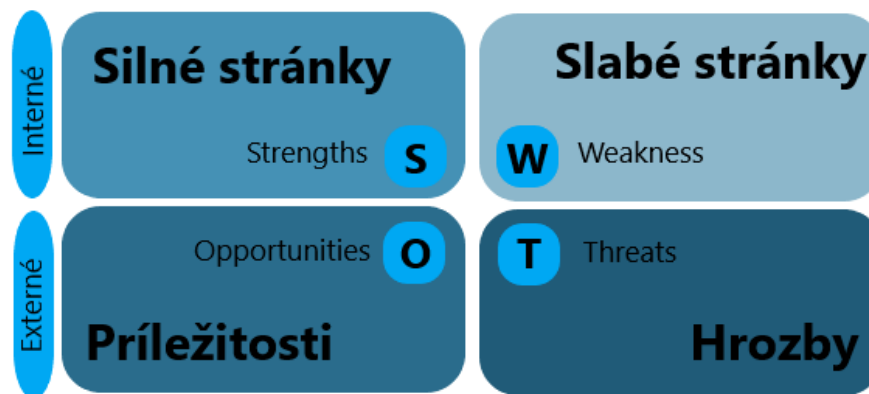 Interné
Silné stránky
Strengths
S
Slabé stránky
W
Weakness
Externé
Opportunities
O
Príležitosti
T
Threats
Hrozby